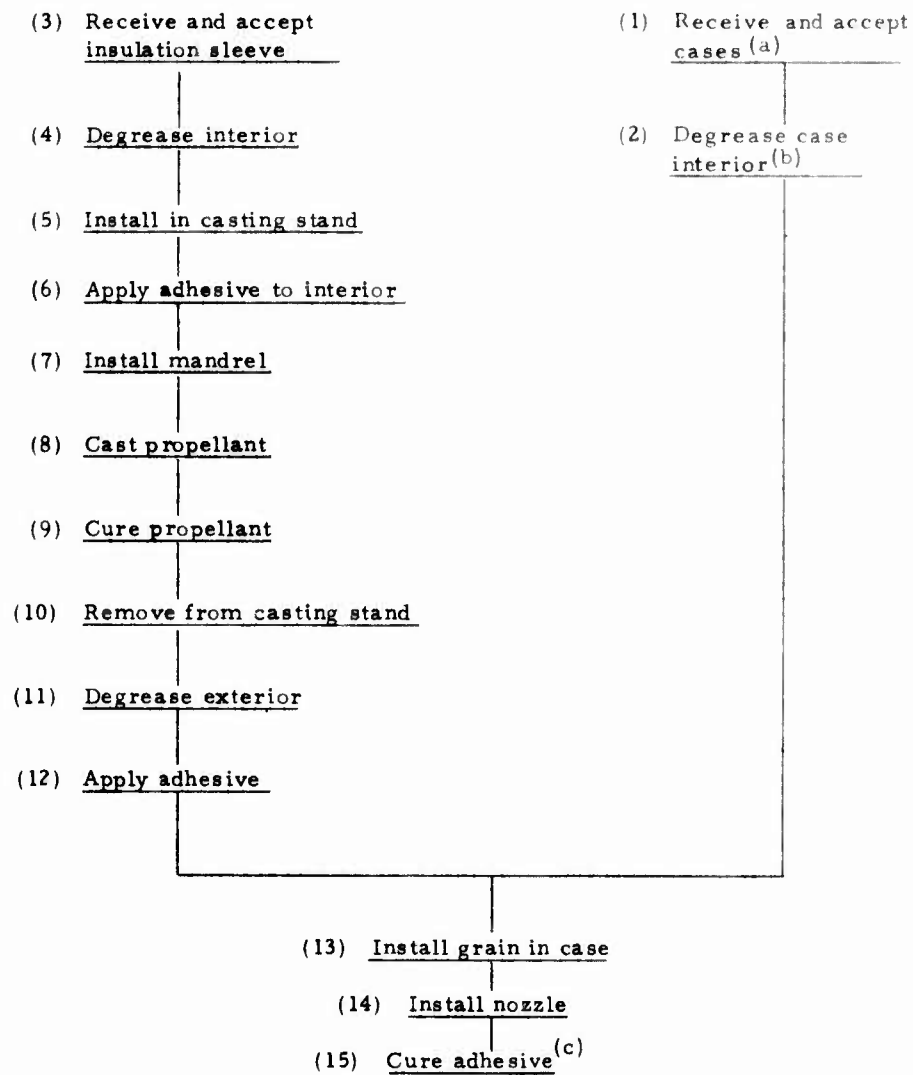 (3) Receive and accept
insulation sleeve
(1) Receive and accept
cases (a)
(4) Degrease interior
(2) Degrease case
interior (b)
(5) Install in casting stand
(6) Apply adhesive to interior
(7) Install mandrel
(8) Cast propellant
(9) Cure propellant
(10) Remove from casting stand
(11) Degrease exterior
(12) Apply adhesive
(13) Install grain in case
(14) Install nozzle
(15) Cure adhesive (c)